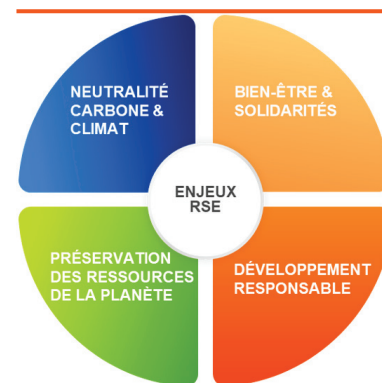 NEUTRALITÉ
CARBONE &
CLIMAT
BIEN-ÊTRE &
SOLIDARITÉS
ENJEUX
RSE
PRÉSERVATION
DES RESSOURCES
DE LA PLANÈTE
DÉVELOPPEMENT
RESPONSABLE